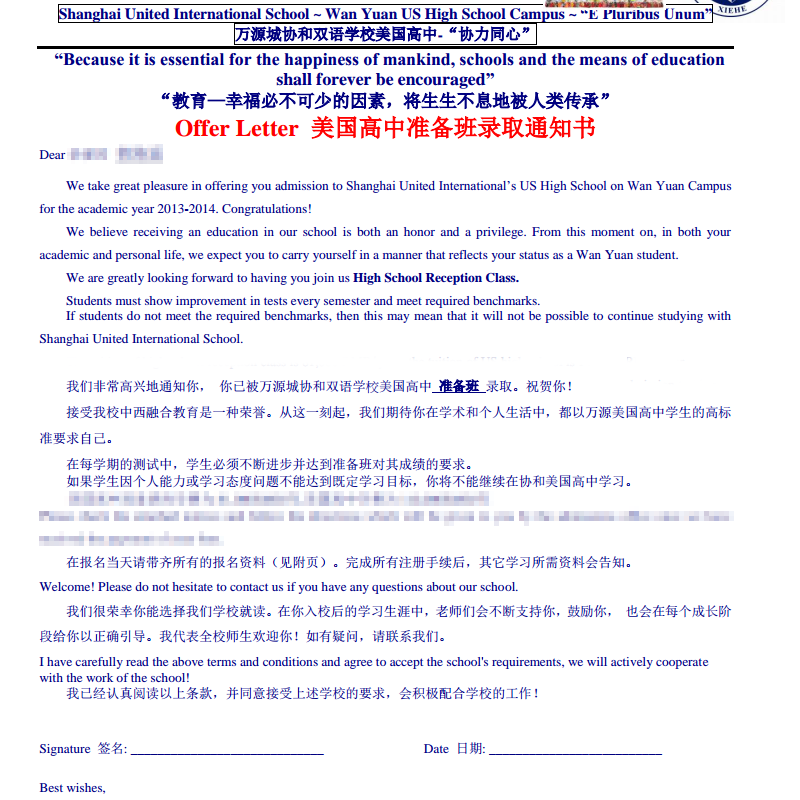 Shanghai United International School ~ Wan Yuan US High School Campus ~ “E Pluribus Unum”
万源城协和双语学校美国高中-“协力同心”
XIEHE
“Because it is essential for the happiness of mankind, schools and the means of education
shall forever be encouraged”
“教育—幸福必不可少的因素，将生生不息地被人类传承”
Offer Letter 美国高中准备班录取通知书
Dear
We take great pleasure in offering you admission to Shanghai United International’s US High School on Wan Yuan Campus
for the academic year 2013-2014. Congratulations!
We believe receiving an education in our school is both an honor and a privilege. From this moment on, in both your
academic and personal life, we expect you to carry yourself in a manner that reflects your status as a Wan Yuan student.
We are greatly looking forward to having you join us High School Reception Class.
Students must show improvement in tests every semester and meet required benchmarks.
If students do not meet the required benchmarks, then this may mean that it will not be possible to continue studying with
Shanghai United International School.
我们非常高兴地通知你， 你已被万源城协和双语学校美国高中 准备班 录取。祝贺你！
接受我校中西融合教育是一种荣誉。从这一刻起，我们期待你在学术和个人生活中，都以万源美国高中学生的高标
准要求自己。
在每学期的测试中，学生必须不断进步并达到准备班对其成绩的要求。
如果学生因个人能力或学习态度问题不能达到既定学习目标，你将不能继续在协和美国高中学习。
在报名当天请带齐所有的报名资料（见附页）。完成所有注册手续后，其它学习所需资料会告知。
Welcome! Please do not hesitate to contact us if you have any questions about our school.
我们很荣幸你能选择我们学校就读。在你入校后的学习生涯中，老师们会不断支持你，鼓励你， 也会在每个成长阶
段给你以正确引导。我代表全校师生欢迎你！如有疑问，请联系我们。
I have carefully read the above terms and conditions and agree to accept the school's requirements, we will actively cooperate
with the work of the school!
我已经认真阅读以上条款，并同意接受上述学校的要求，会积极配合学校的工作！
Signature 签名: Date 日期:
Best wishes,